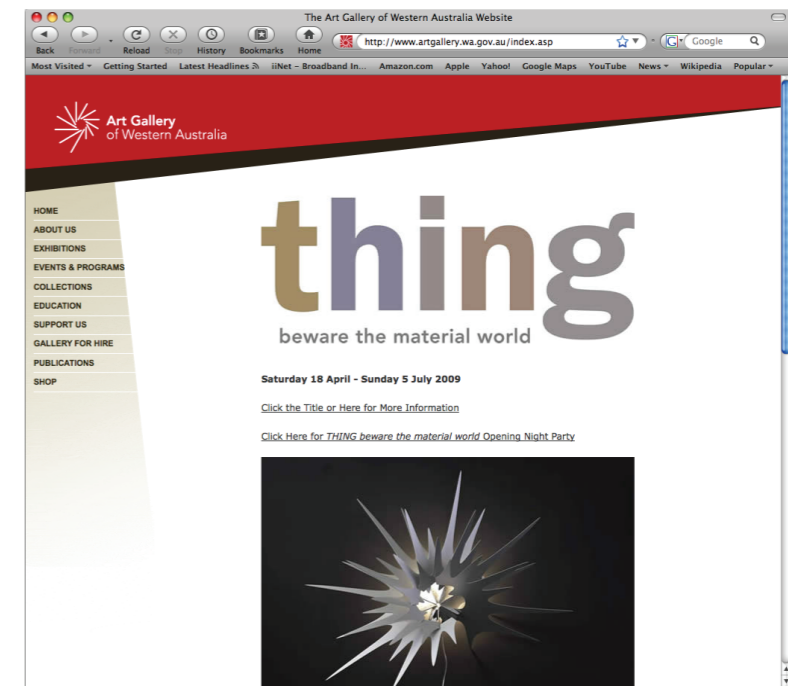 The Art Gallery of Western Australia Website
http://www.artgallery.wa.gov.au/index.asp
Google
Back Forward Reload Stop History Bookmarks Home
Most Visited Getting Started Latest Headlines iiNet – Broadband In... Amazon.com Apple Yahoo! Google Maps YouTube News Wikipedia Popular
Art Gallery
of Western Australia
HOME
ABOUT US
EXHIBITIONS
EVENTS & PROGRAMS
COLLECTIONS
EDUCATION
SUPPORT US
GALLERY FOR HIRE
PUBLICATIONS
SHOP
thing
beware the material world
Saturday 18 April - Sunday 5 July 2009
Click the Title or Here for More Information
Click Here for THING beware the material world Opening Night Party